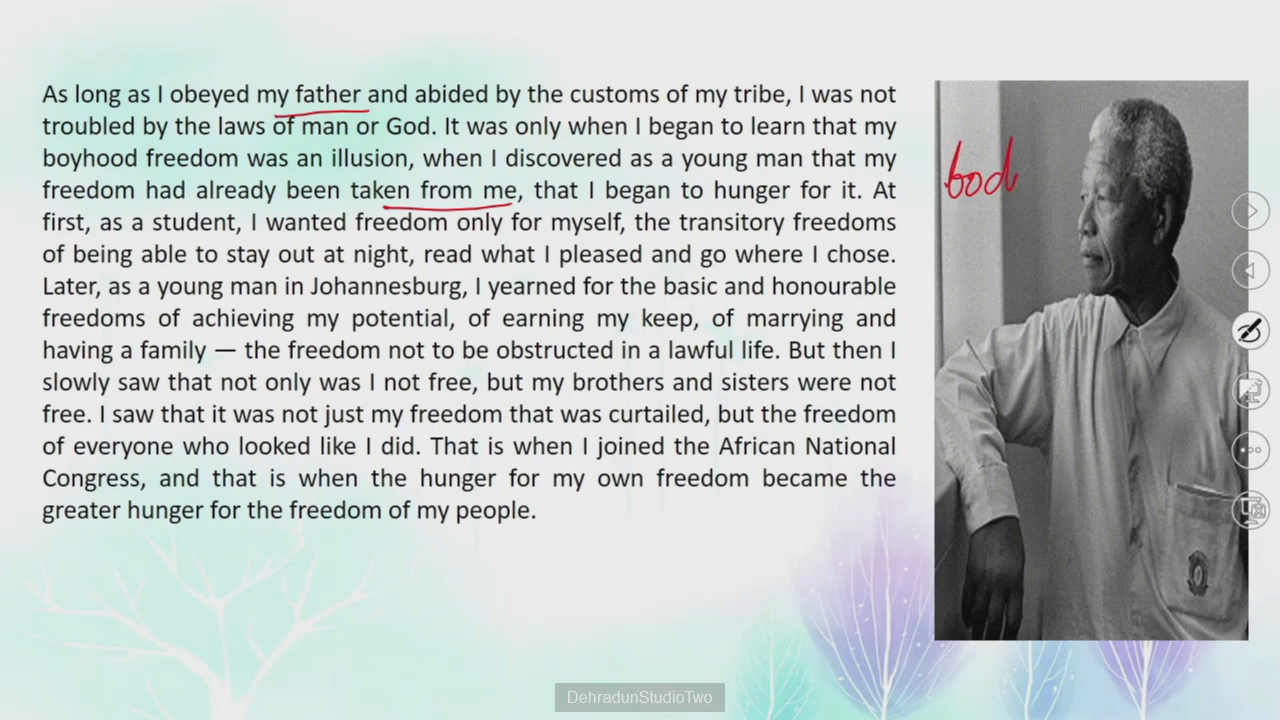 As long as I obeyed my father and abided by the customs of my tribe, I was not
troubled by the laws of man or God. It was only when I began to learn that my
boyhood freedom was an illusion, when I discovered as a young man that my
freedom had already been taken from me, that I began to hunger for it. At
first, as a student, I wanted freedom only for myself, the transitory freedoms
of being able to stay out at night, read what I pleased and go where I chose.
Later, as a young man in Johannesburg, I yearned for the basic and honourable
freedoms of achieving my potential, of earning my keep, of marrying and
having a family — the freedom not to be obstructed in a lawful life. But then I
slowly saw that not only was I not free, but my brothers and sisters were not
free. I saw that it was not just my freedom that was curtailed, but the freedom
of everyone who looked like I did. That is when I joined the African National
Congress, and that is when the hunger for my own freedom became the
greater hunger for the freedom of my people.
DehradunStudioTwo